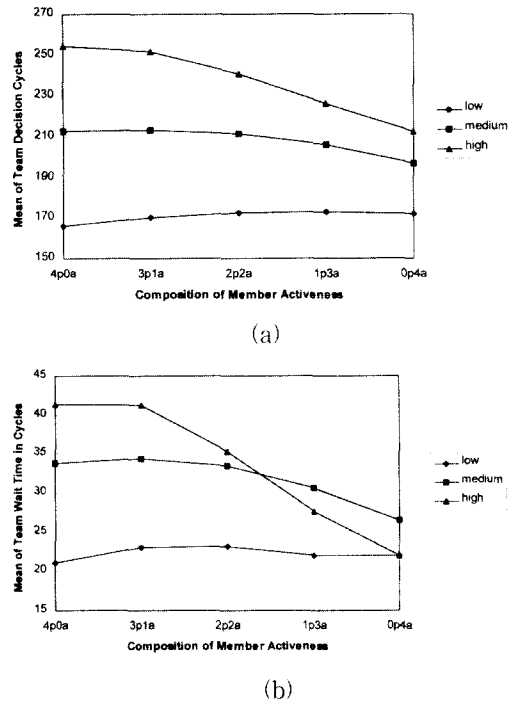 270
250
230
210
190
170
150
Mean of Team Decision Cycles
4p0a 3p1a 2p2a 1p3a 0p4a
Composition of Member Activeness
low
medium
high
(a)
45
40
35
30
25
20
15
Mean of Team Wait Time in Cycles
4p0a 3p1a 2p2a 1p3a 0p4a
Composition of Member Activeness
low
medium
high
(b)